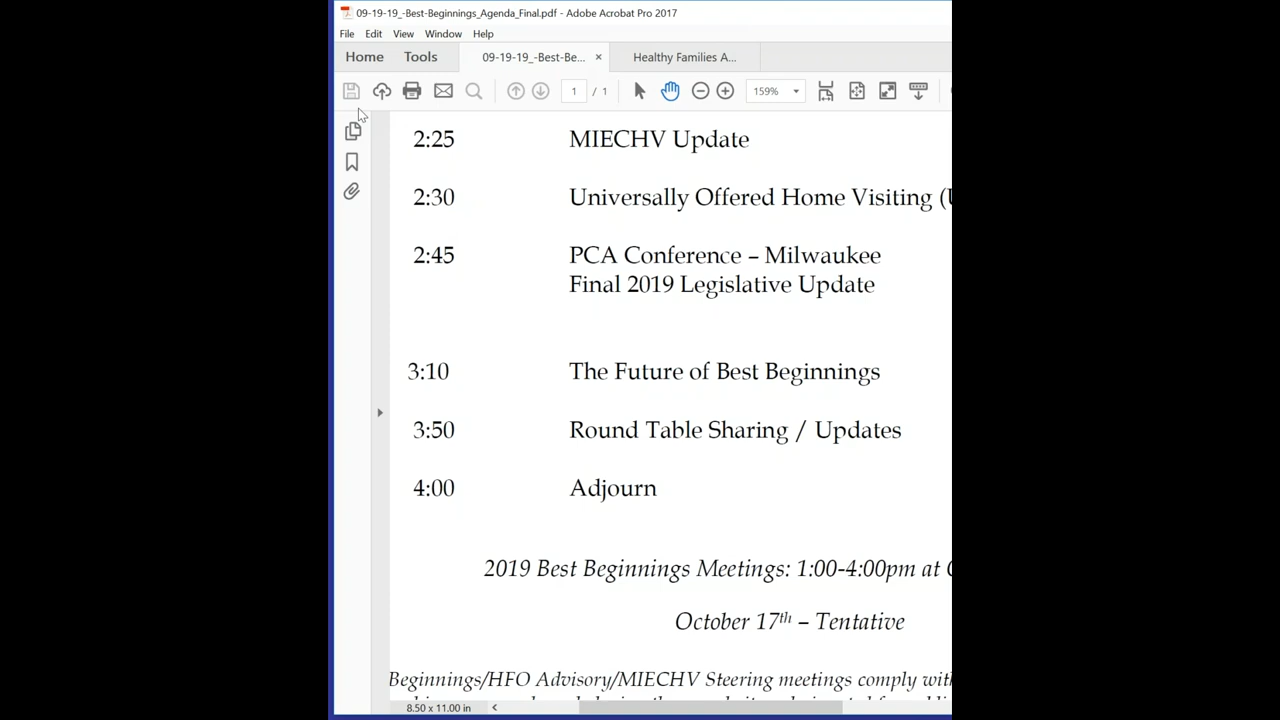 09-19-19_-Best-Beginnings_Agenda_Final.pdf - Adobe Acrobat Pro 2017
File Edit View Window Help
Home Tools 09-19-19_-Best-Be... × Healthy Families A...
1 / 1 159%
2:25 MIECHV Update
2:30 Universally Offered Home Visiting (
2:45 PCA Conference – Milwaukee
Final 2019 Legislative Update
3:10 The Future of Best Beginnings
3:50 Round Table Sharing / Updates
4:00 Adjourn
2019 Best Beginnings Meetings: 1:00-4:00pm at
October 17th – Tentative
Beginnings/HFO Advisory/MIECHV Steering meetings comply with
8.50 x 11.00 in